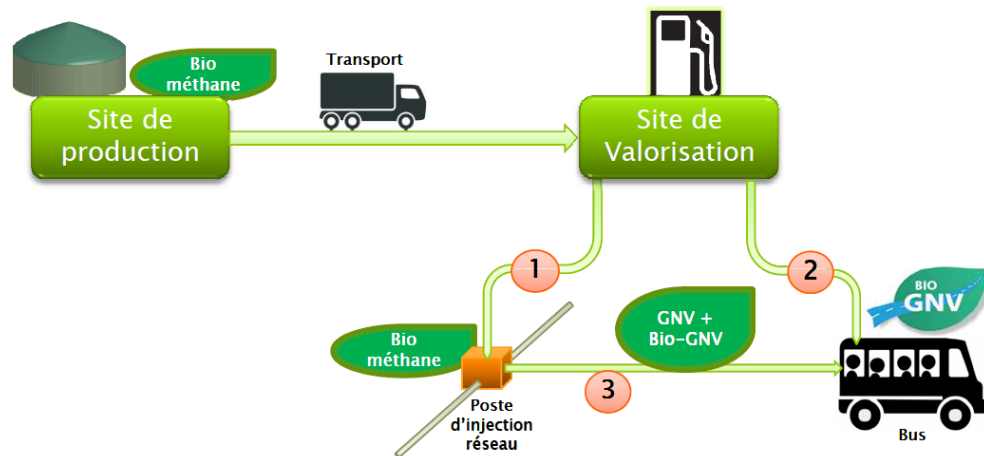 Bio
méthane
Transport
Site de
production
Site de
Valorisation
1
2
BIO
GNV
GNV +
Bio-GNV
Bio
méthane
3
Poste
d'injection
réseau
Bus